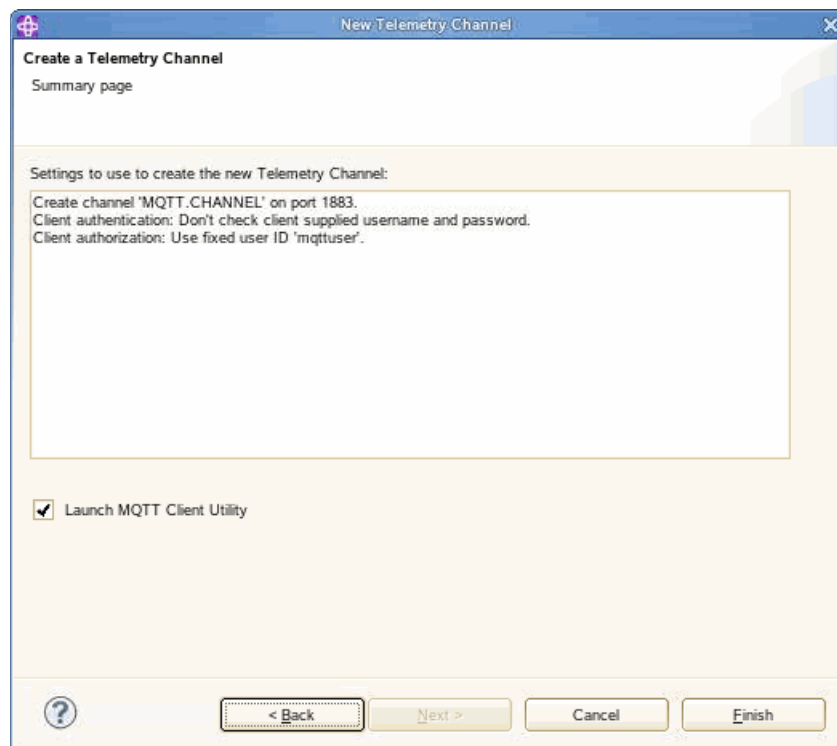 New Telemetry Channel
Create a Telemetry Channel
Summary page
Settings to use to create the new Telemetry Channel:
Create channel 'MQTT.CHANNEL' on port 1883.
Client authentication: Don't check client supplied username and password.
Client authorization: Use fixed user ID 'mqttuser'.
Launch MQTT Client Utility
? < Back Next > Cancel Finish